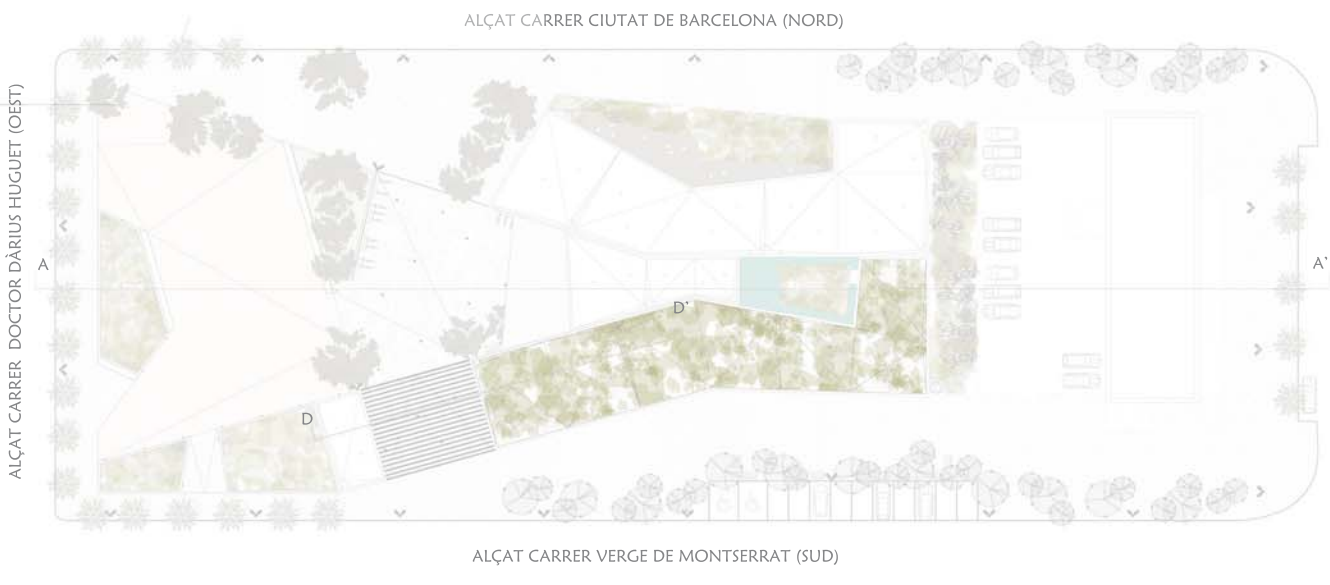 ALÇAT CARRER CIUTAT DE BARCELONA (NORD)
ALÇAT CARRER DOCTOR DÀRIUS HUGUET (OEST)
A
A`
D`
D
ALÇAT CARRER VERGE DE MONTSERRAT (SUD)